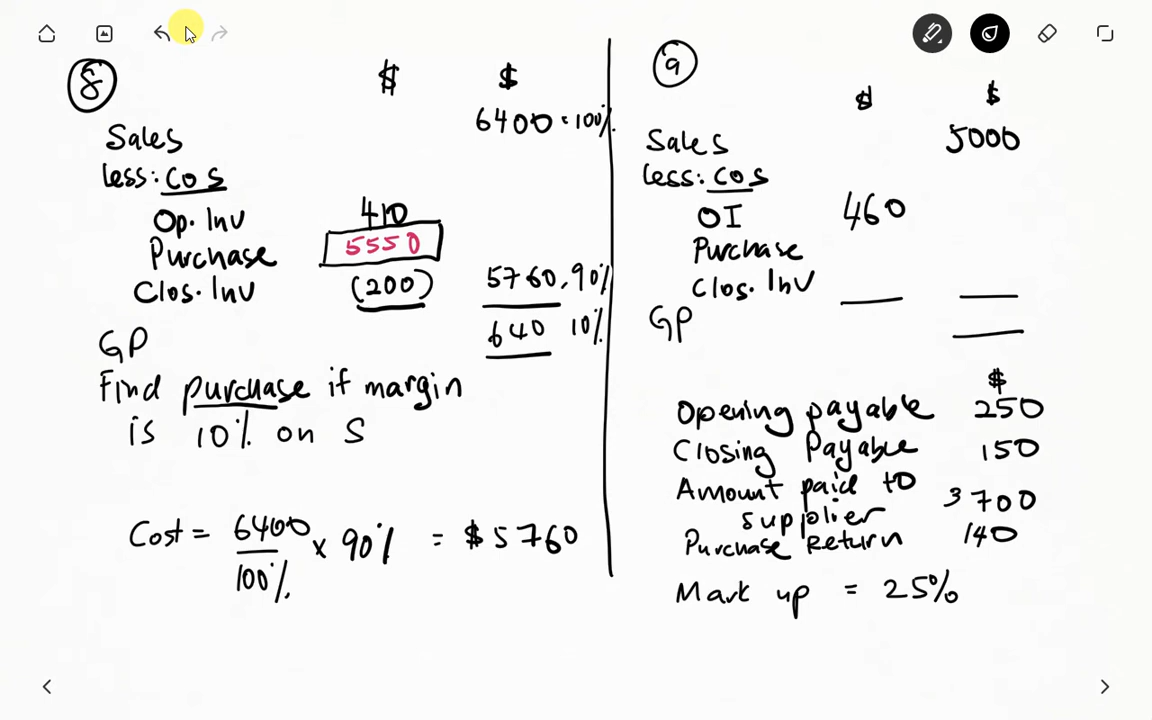 8 $ $
6400 = 100%
Sales
less: COS
Op. Inv 410
Purchase 5550
Clos. Inv (200) 5760, 90%
GP 640 10%
Find purchase if margin
is 10% on S
Cost = 6400/100% x 90% = $5760
9
$ $
Sales 5000
less: COS
OI 460
Purchase
Clos. Inv
GP
$
Opening payable 250
Closing Payable 150
Amount paid to
supplier 3700
Purchase Return 140
Mark up = 25%